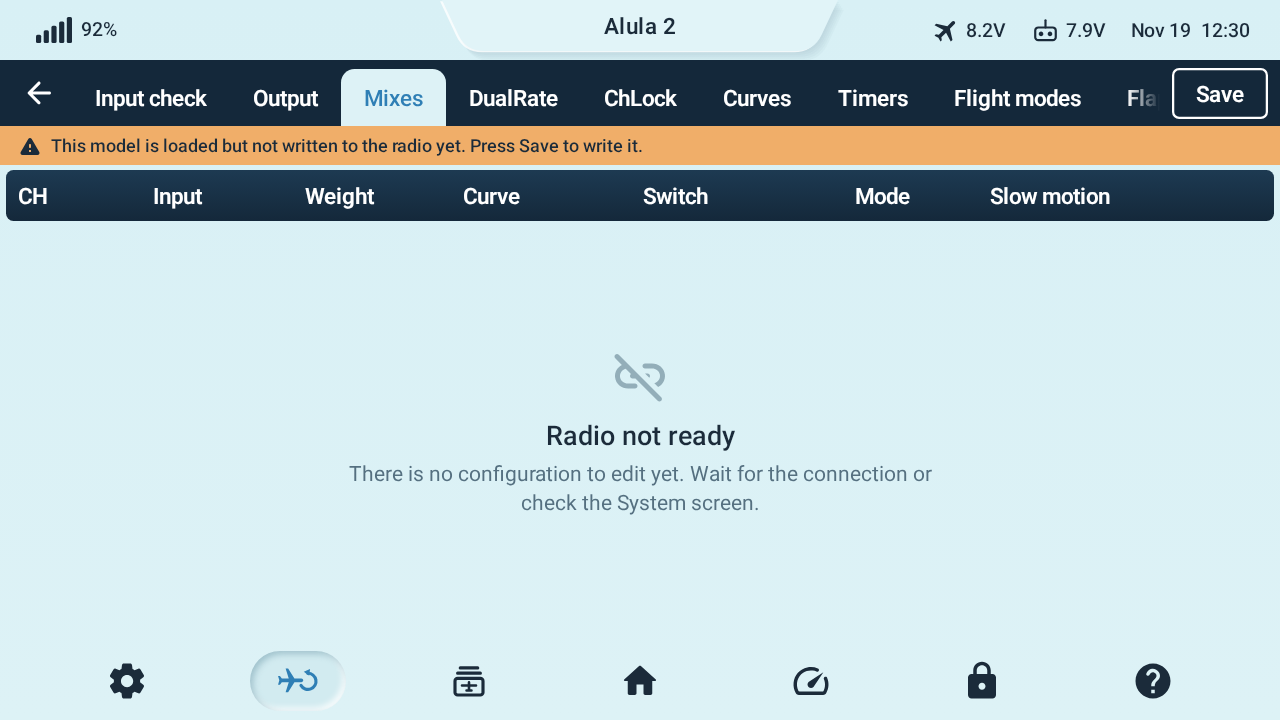 92%
Alula 2
8.2V
7.9V
Nov 19 12:30
Input check
Output
Mixes
DualRate
ChLock
Curves
Timers
Flight modes
Fla
Save
This model is loaded but not written to the radio yet. Press Save to write it.
CH
Input
Weight
Curve
Switch
Mode
Slow motion
Radio not ready
There is no configuration to edit yet. Wait for the connection or
check the System screen.